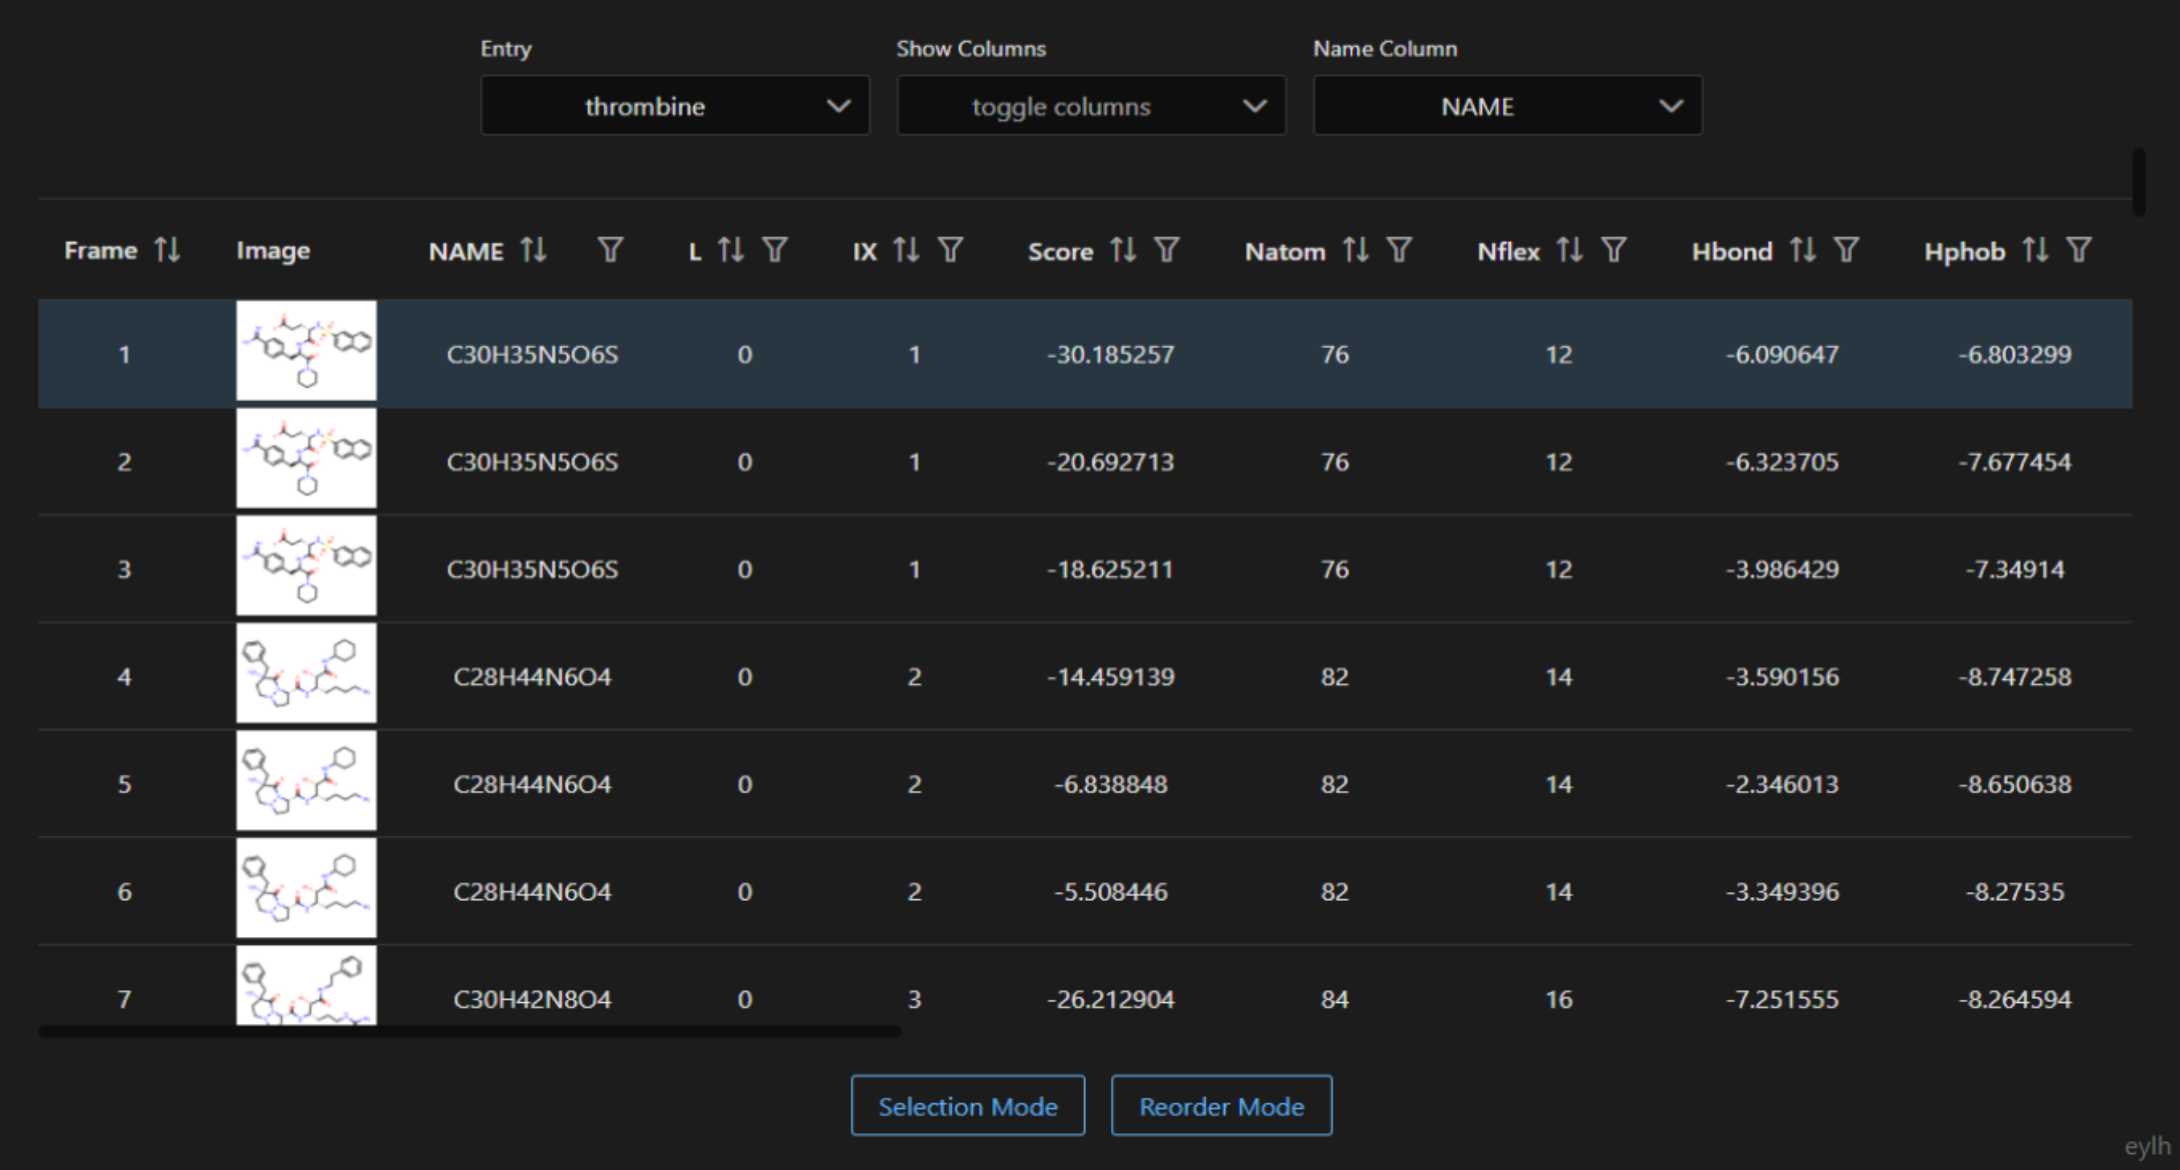 Entry Show Columns Name Column
thrombine toggle columns NAME
Frame Image NAME L IX Score Natom Nflex Hbond Hphob
1 C30H35N5O6S 0 1 -30.185257 76 12 -6.090647 -6.803299
2 C30H35N5O6S 0 1 -20.692713 76 12 -6.323705 -7.677454
3 C30H35N5O6S 0 1 -18.625211 76 12 -3.986429 -7.34914
4 C28H44N6O4 0 2 -14.459139 82 14 -3.590156 -8.747258
5 C28H44N6O4 0 2 -6.838848 82 14 -2.346013 -8.650638
6 C28H44N6O4 0 2 -5.508446 82 14 -3.349396 -8.27535
7 C30H42N8O4 0 3 -26.212904 84 16 -7.251555 -8.264594
Selection Mode Reorder Mode
eylh